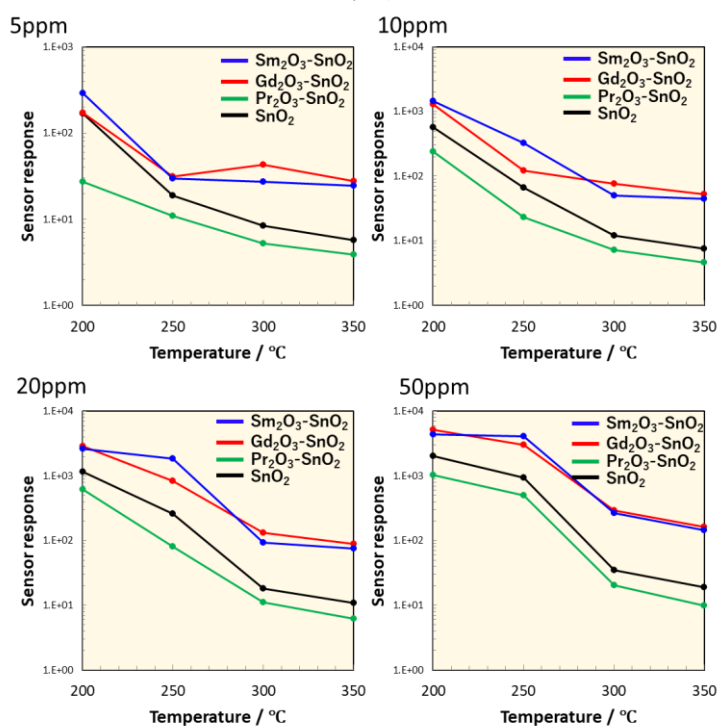 5ppm
1.E+03
1.E+02
1.E+01
1.E+00
Sensor response
Sm₂O₃-SnO₂
Gd₂O₃-SnO₂
Pr₂O₃-SnO₂
SnO₂
200 250 300 350
Temperature / °C
10ppm
1.E+04
1.E+03
1.E+02
1.E+01
1.E+00
Sensor response
Sm₂O₃-SnO₂
Gd₂O₃-SnO₂
Pr₂O₃-SnO₂
SnO₂
200 250 300 350
Temperature / °C
20ppm
1.E+04
1.E+03
1.E+02
1.E+01
1.E+00
Sensor response
Sm₂O₃-SnO₂
Gd₂O₃-SnO₂
Pr₂O₃-SnO₂
SnO₂
200 250 300 350
Temperature / °C
50ppm
1.E+04
1.E+03
1.E+02
1.E+01
1.E+00
Sensor response
Sm₂O₃-SnO₂
Gd₂O₃-SnO₂
Pr₂O₃-SnO₂
SnO₂
200 250 300 350
Temperature / °C